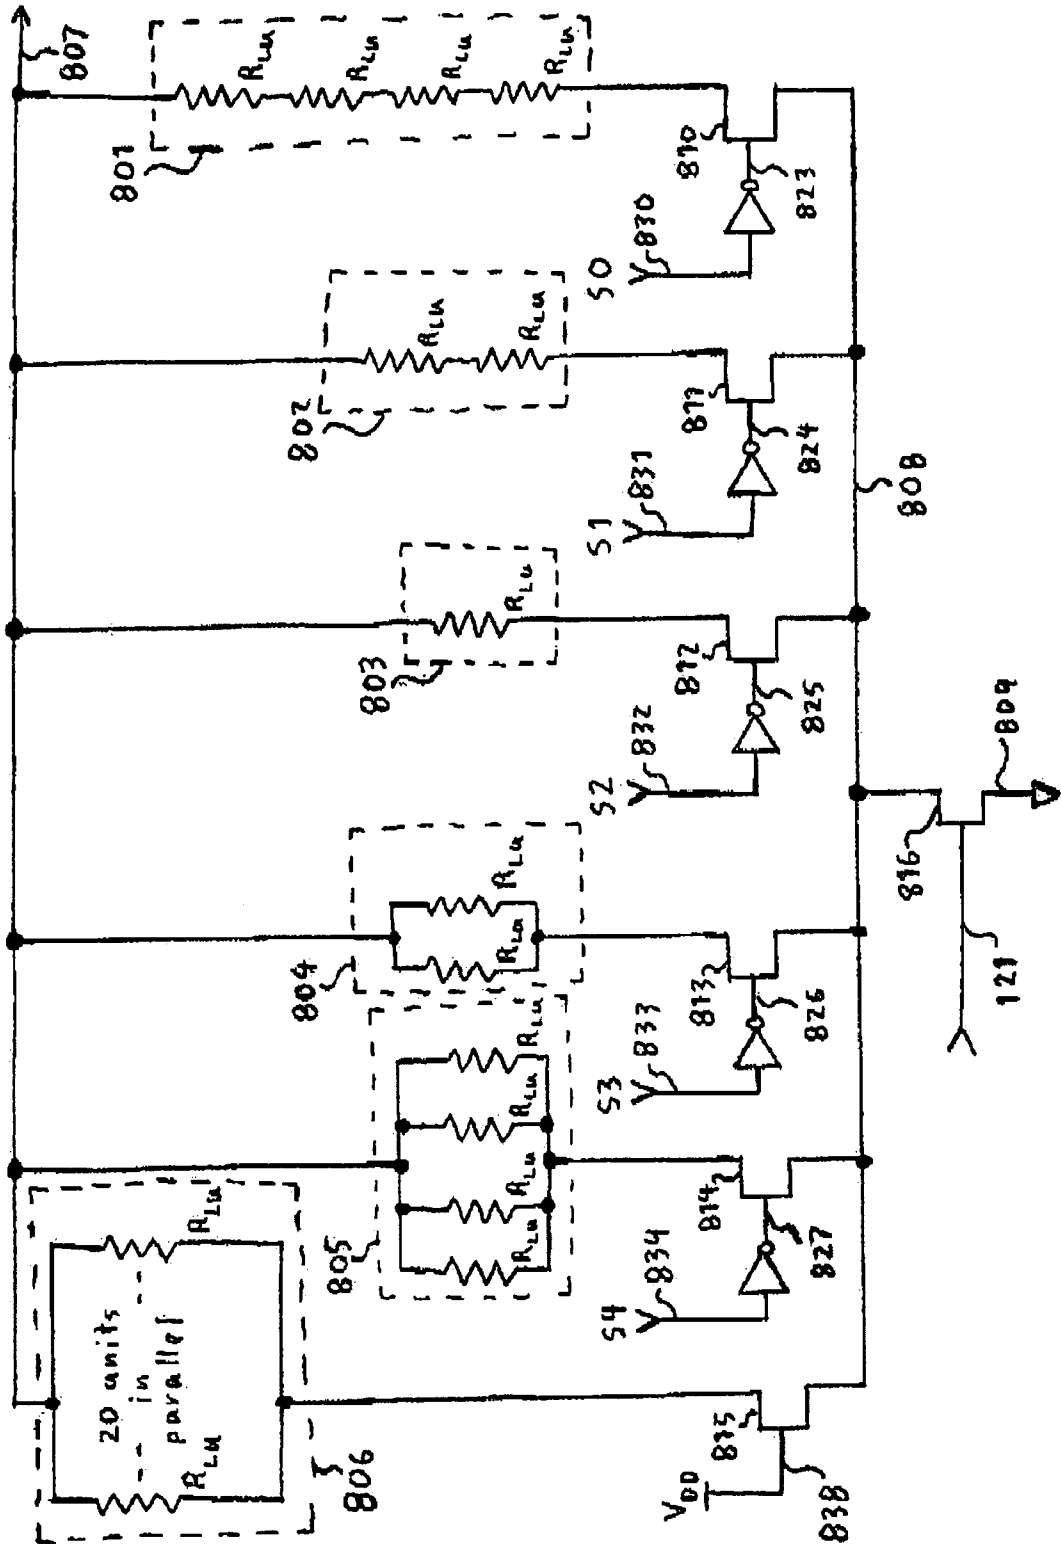 807
R_LU
R_LU
R_LU
R_LU
801
810
823
830
S0
R_LU
R_LU
802
811
824
831
S1
808
R_LU
803
812
825
832
S2
809
816
121
R_LU
R_LU
804
813
826
833
S3
R_LU
R_LU
R_LU
R_LU
805
814
827
834
S4
R_LU
20 units
in
parallel
R_LU
806
815
V_DD
838